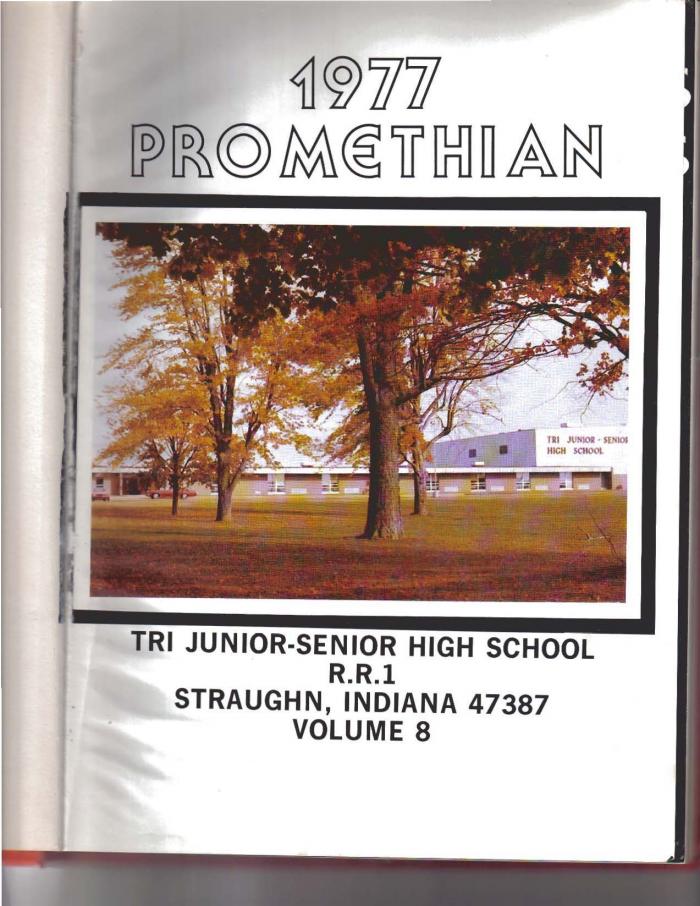 1977
PROMETHIAN
TRI JUNIOR - SENIOR
HIGH SCHOOL
TRI JUNIOR-SENIOR HIGH SCHOOL
R.R.1
STRAUGHN, INDIANA 47387
VOLUME 8